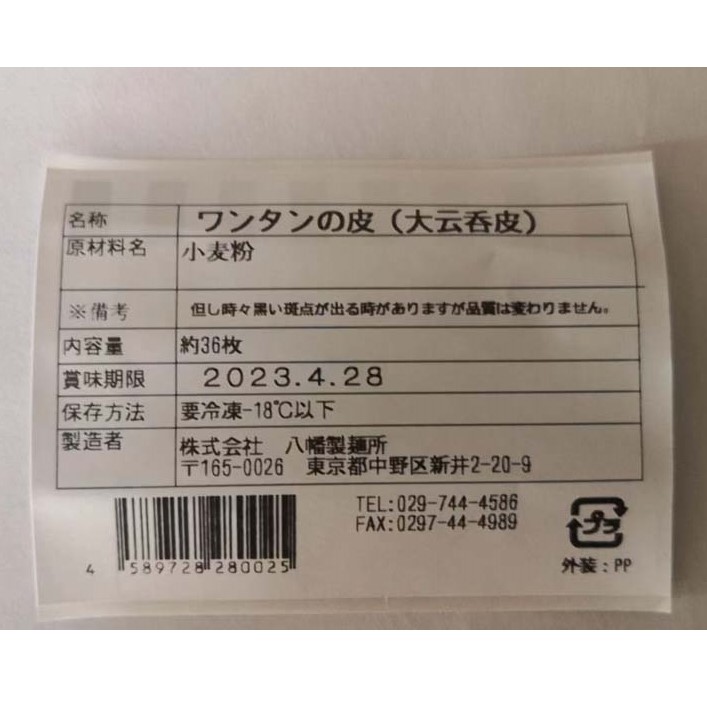 名称 ワンタンの皮（大云呑皮）
原材料名 小麦粉
※備考 但し時々黒い斑点が出る時がありますが品質は変わりません。
内容量 約36枚
賞味期限 2023.4.28
保存方法 要冷凍-18℃以下
製造者 株式会社 八幡製麺所
〒165-0026 東京都中野区新井2-20-9
TEL:029-744-4586
FAX:0297-44-4989
4 589728 280025
プラ
外装：PP